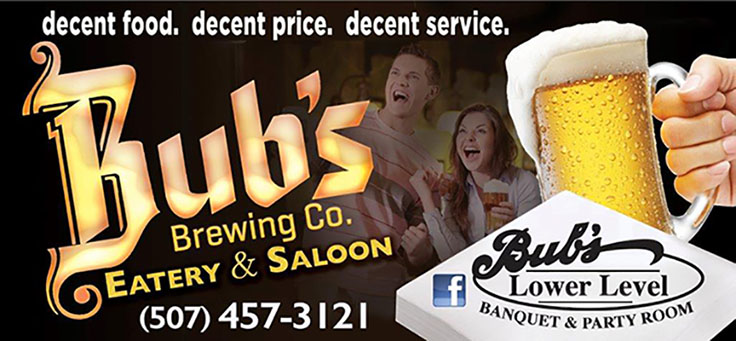 decent food. decent price. decent service.
Bub's
Brewing Co.
EATERY & SALOON
(507) 457-3121
f
Bub's
Lower Level
BANQUET & PARTY ROOM